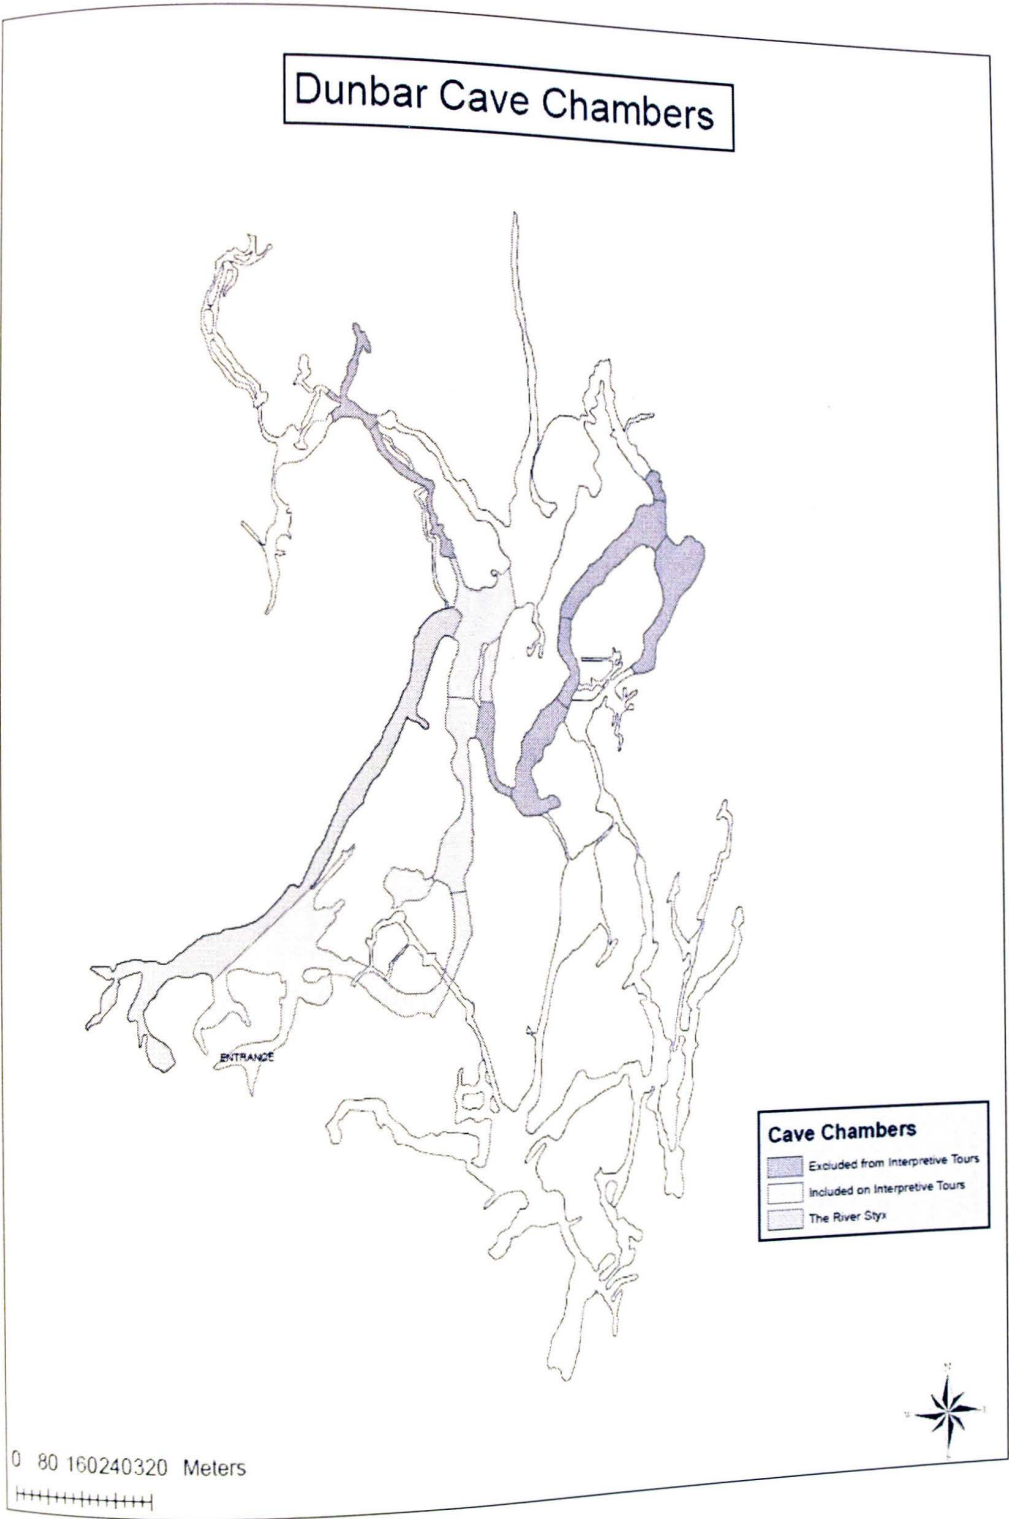 Dunbar Cave Chambers
ENTRANCE
Cave Chambers
Excluded from Interpretive Tours
Included on Interpretive Tours
The River Styx
N
0 80 160240320 Meters